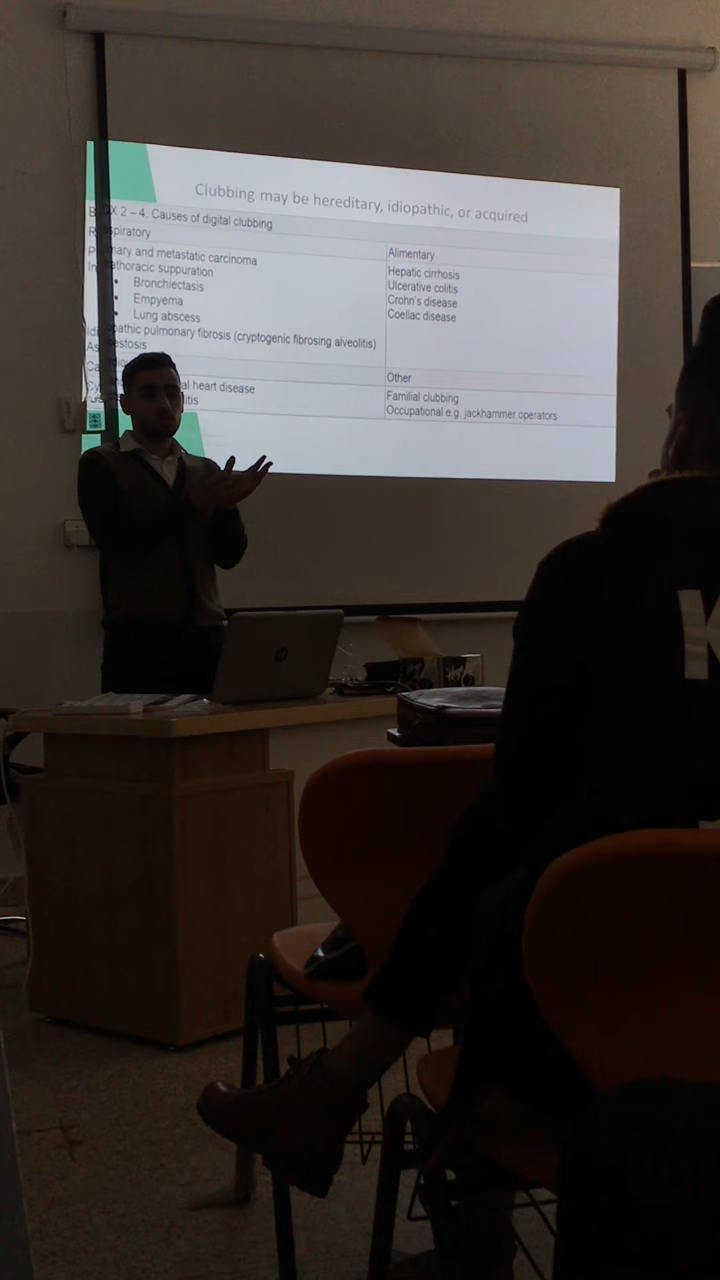 Clubbing may be hereditary, idiopathic, or acquired
2 – 4. Causes of digital clubbing
mary and metastatic carcinoma
suppuration
• Bronchiectasis
• Empyema
• Lung abscess
pulmonary fibrosis (cryptogenic fibrosing alveolitis)
heart disease
Alimentary
Hepatic cirrhosis
Ulcerative colitis
Crohn's disease
Coeliac disease
Other
Familial clubbing
Occupational e.g. jackhammer operators
hp
K